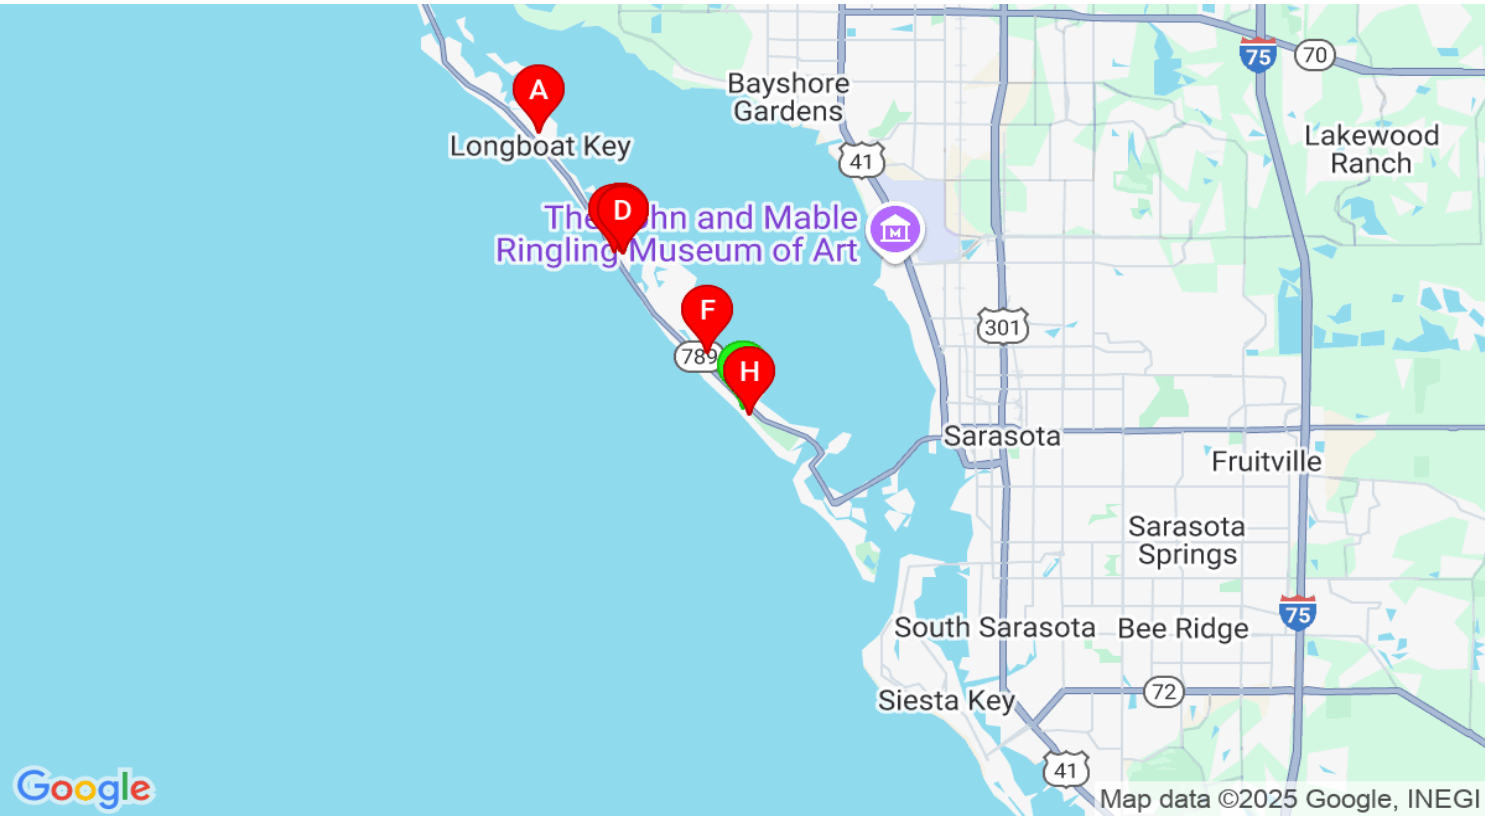 75
70
A
Bayshore
Gardens
Lakewood
Ranch
Longboat Key
41
D
The John and Mable
Ringling Museum of Art
M
F
301
789
H
Sarasota
Fruitville
Sarasota
Springs
75
South Sarasota
Bee Ridge
Siesta Key
72
41
Google
Map data ©2025 Google, INEGI